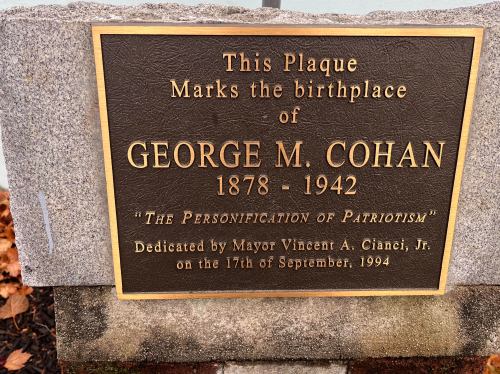 This Plaque
Marks the birthplace
of
GEORGE M. COHAN
1878 - 1942
"THE PERSONIFICATION OF PATRIOTISM"
Dedicated by Mayor Vincent A. Cianci, Jr.
on the 17th of September, 1994